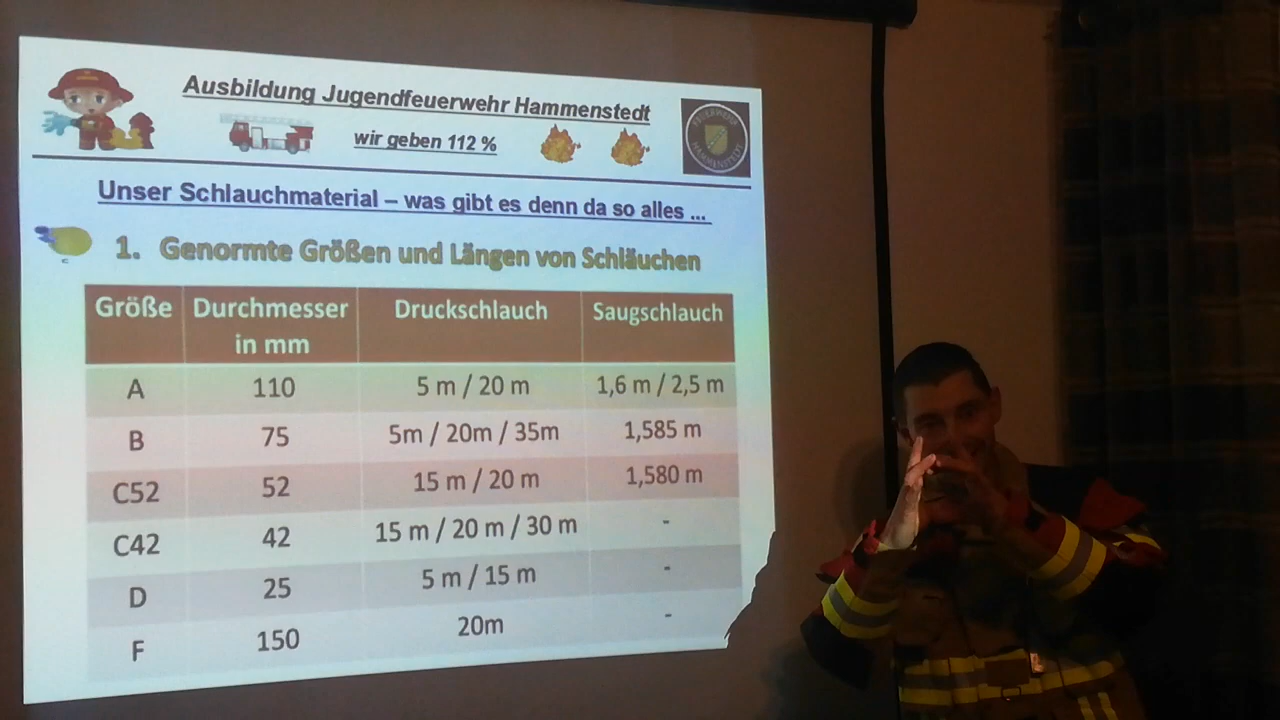 Ausbildung Jugendfeuerwehr Hammenstedt
wir geben 112 %
FEUERWEHR
HAMMENSTEDT
Unser Schlauchmaterial – was gibt es denn da so alles ...
1. Genormte Größen und Längen von Schläuchen
Größe Durchmesser in mm Druckschlauch Saugschlauch
A 110 5 m / 20 m 1,6 m / 2,5 m
B 75 5m / 20m / 35m 1,585 m
C52 52 15 m / 20 m 1,580 m
C42 42 15 m / 20 m / 30 m -
D 25 5 m / 15 m -
F 150 20m -